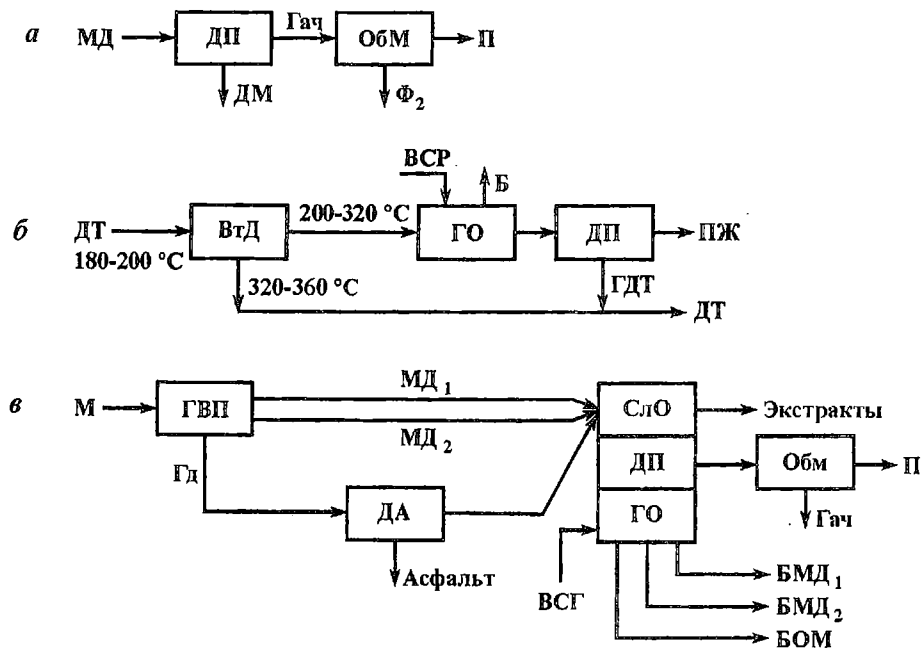 а МД ДП Гач ОбМ П
ДМ Ф₂
ВСР Б
б ДТ ВтД 200-320 °C ГО ДП ПЖ
180-200 °C
320-360 °C ГДТ ДТ
в М ГВП МД₁ СлО Экстракты
МД₂
Гд ДП Обм П
ДА ГО Гач
Асфальт ВСГ БМД₁
БМД₂
БОМ